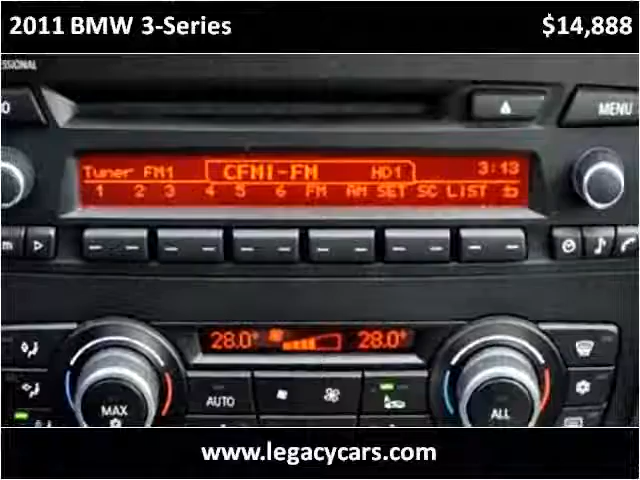 2011 BMW 3-Series $14,888
SSIONAL
MENU
Tuner FM1 CFMI-FM HD1 3:13
1 2 3 4 5 6 FM AM SET SC LIST
28.0° 28.0°
MAX AUTO ALL
www.legacycars.com